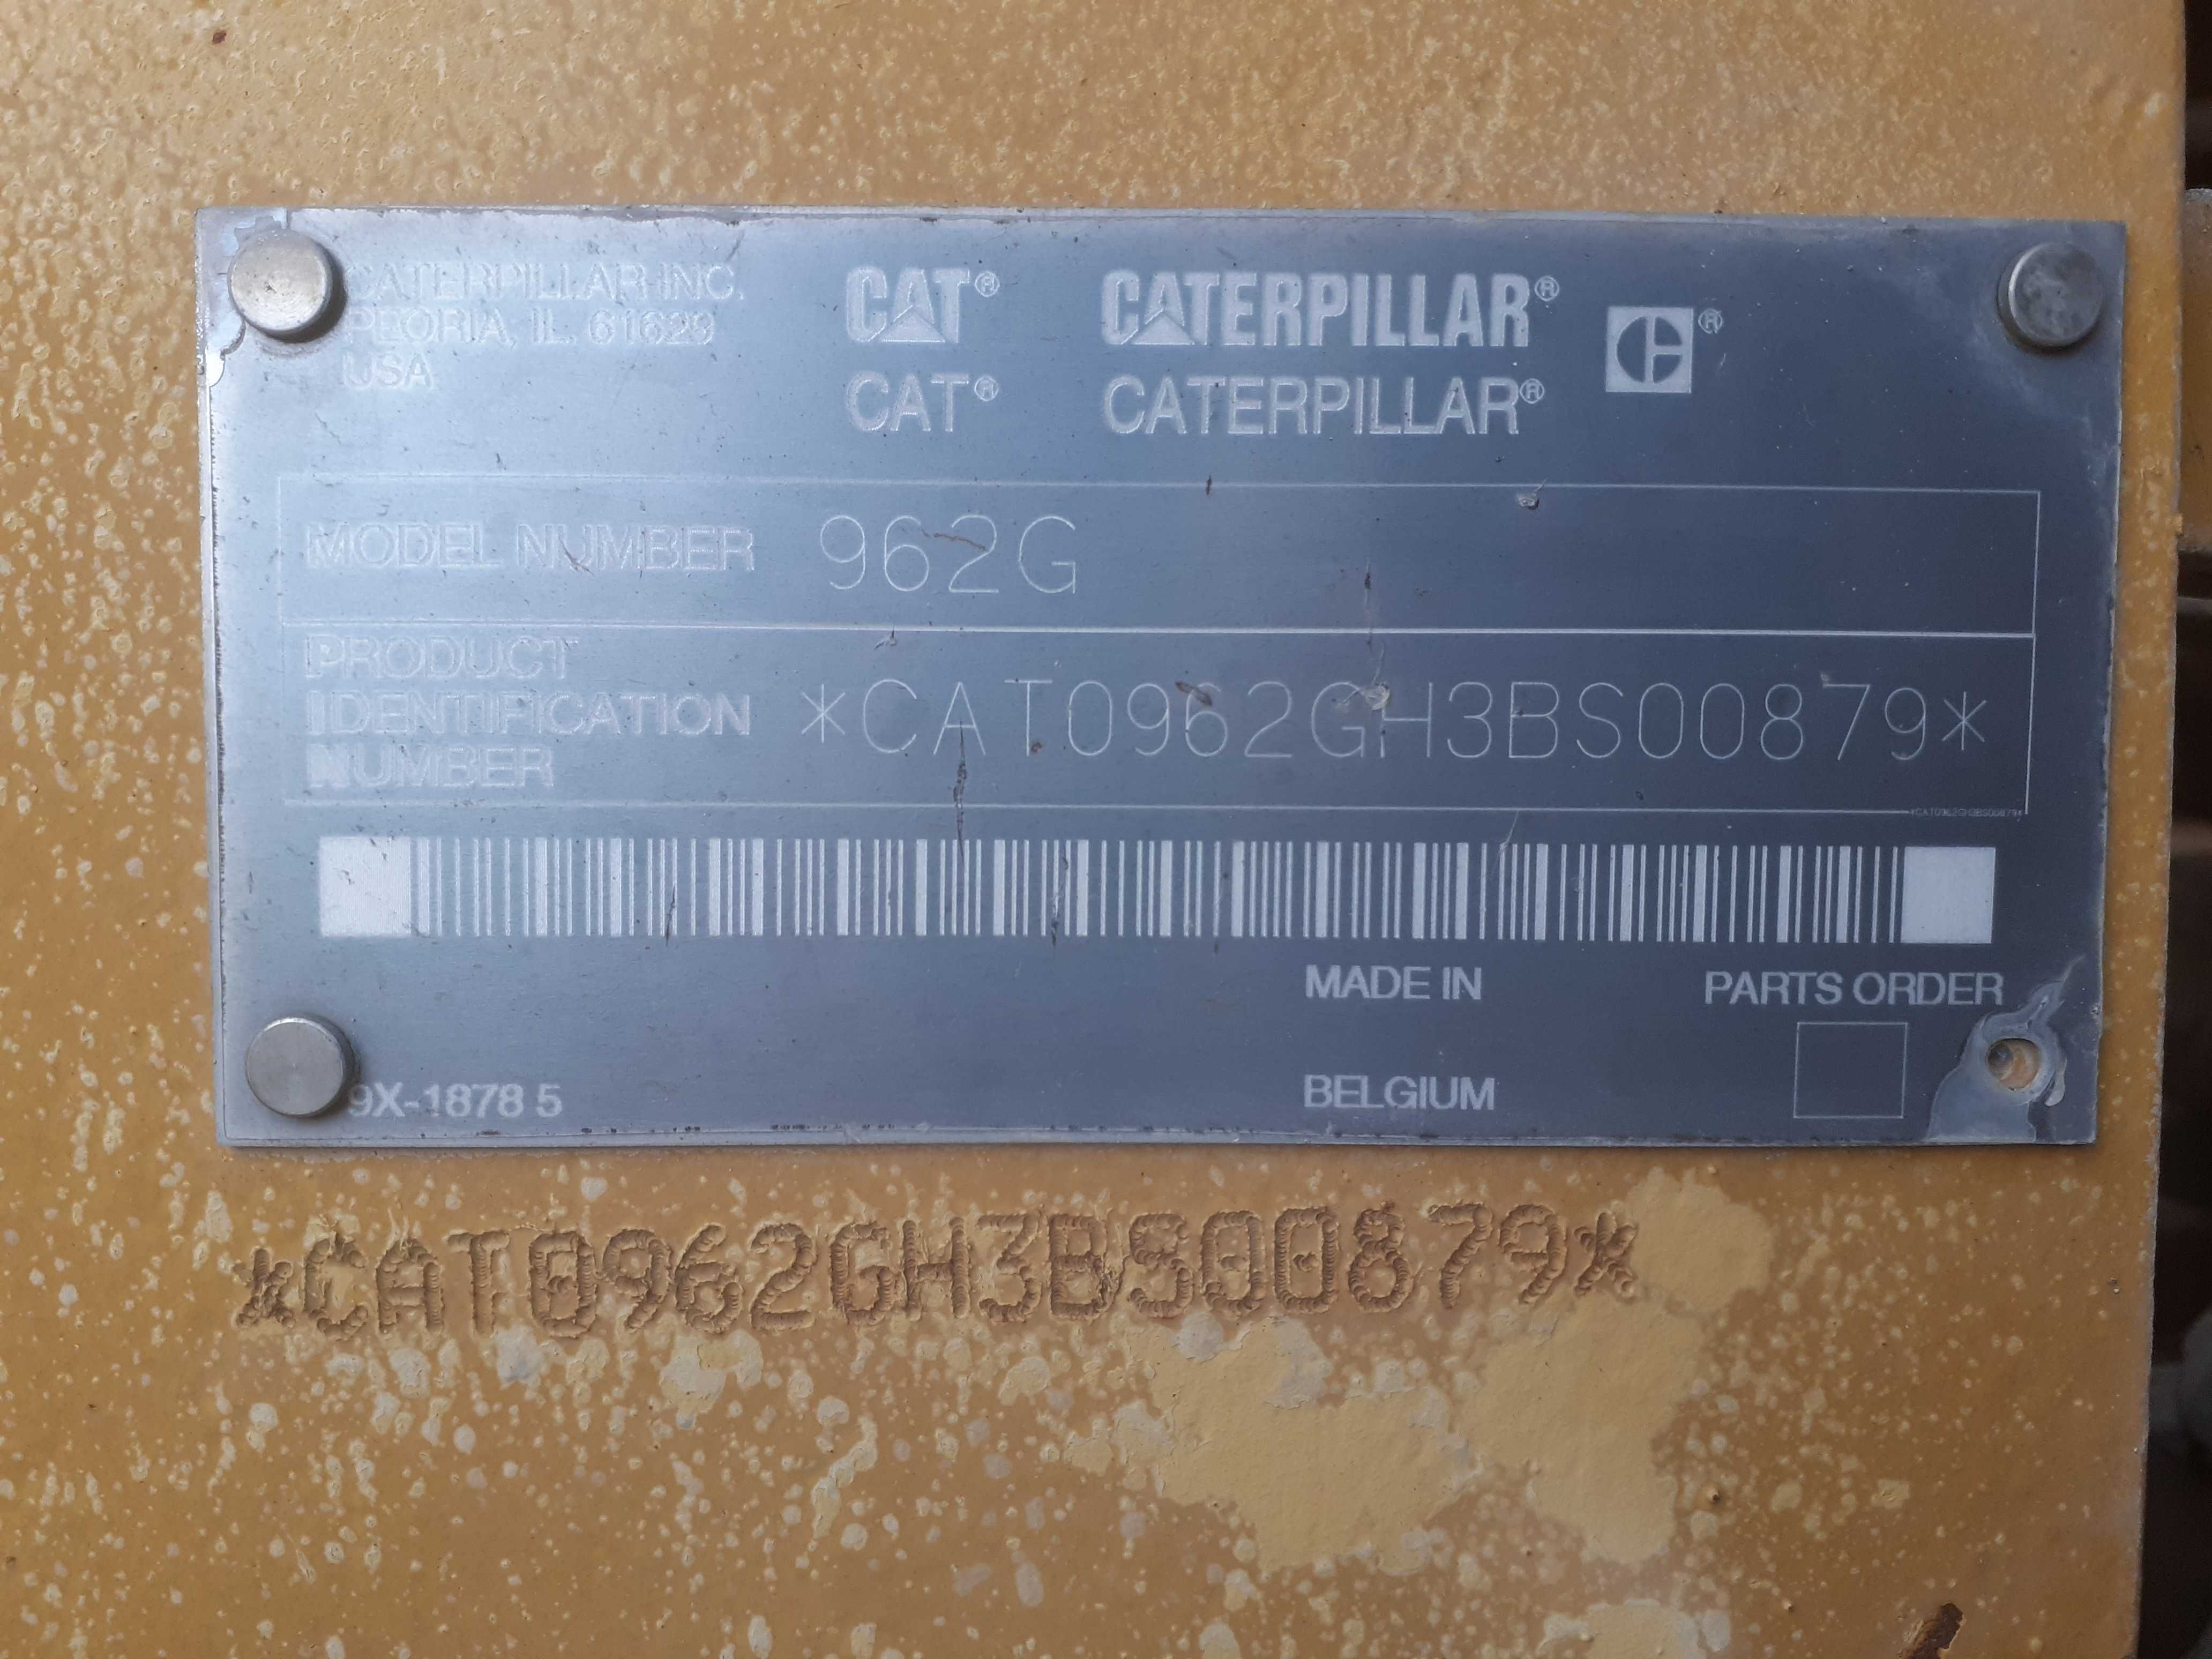 CATERPILLAR INC.
PEORIA, IL. 61629
USA
CAT® CATERPILLAR® ®
CAT® CATERPILLAR®
MODEL NUMBER 962G
PRODUCT
IDENTIFICATION
NUMBER
*CAT0962GH3BS00879*
*CAT0962GH3BS00879*
MADE IN
PARTS ORDER
9X-1878 5
BELGIUM
*CAT0962GH3BS00879*